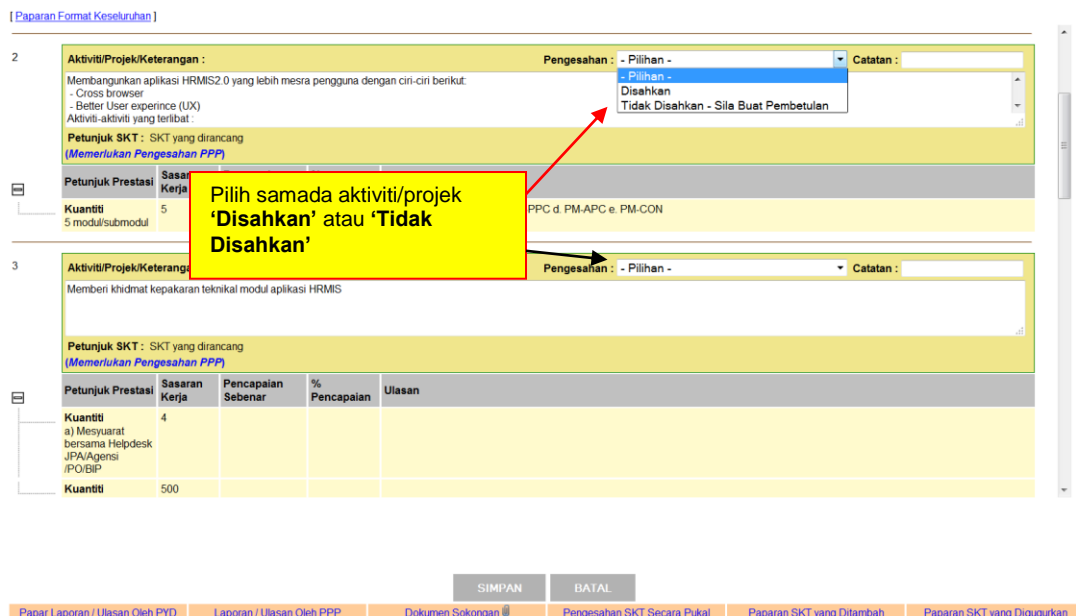 [ Paparan Format Keseluruhan ]
2
Aktiviti/Projek/Keterangan :
Pengesahan : - Pilihan -
Catatan :
- Pilihan -
Disahkan
Tidak Disahkan - Sila Buat Pembetulan
Membangunkan aplikasi HRMIS2.0 yang lebih mesra pengguna dengan ciri-ciri berikut:
- Cross browser
- Better User experince (UX)
Aktiviti-aktiviti yang terlibat :
Petunjuk SKT : SKT yang dirancang
(Memerlukan Pengesahan PPP)
Petunjuk Prestasi
Kerja
Kuantiti 5
5 modul/submodul
PPC d. PM-APC e. PM-CON
Pilih samada aktiviti/projek
‘Disahkan’ atau ‘Tidak
Disahkan’
3
Pengesahan : - Pilihan -
Catatan :
Memberi khidmat kepakaran teknikal modul aplikasi HRMIS
Petunjuk SKT : SKT yang dirancang
(Memerlukan Pengesahan PPP)
Petunjuk Prestasi Sasaran Kerja Pencapaian Sebenar % Pencapaian Ulasan
Kuantiti 4
a) Mesyuarat
bersama Helpdesk
JPA/Agensi
/PO/BIP
Kuantiti 500
SIMPAN BATAL
Papar Laporan / Ulasan Oleh PYD Laporan / Ulasan Oleh PPP Dokumen Sokongan Pengesahan SKT Secara Pukal Paparan SKT yang Ditambah Paparan SKT yang Digugurkan